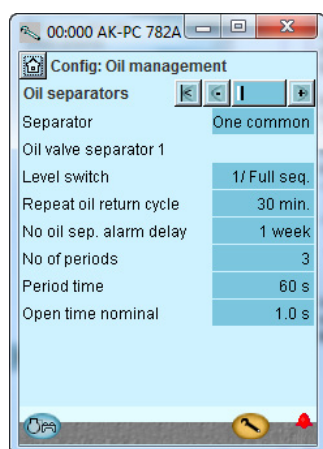 00:000 AK-PC 782A
Config: Oil management
Oil separators
Separator One common
Oil valve separator 1
Level switch 1/ Full seq.
Repeat oil return cycle 30 min.
No oil sep. alarm delay 1 week
No of periods 3
Period time 60 s
Open time nominal 1.0 s